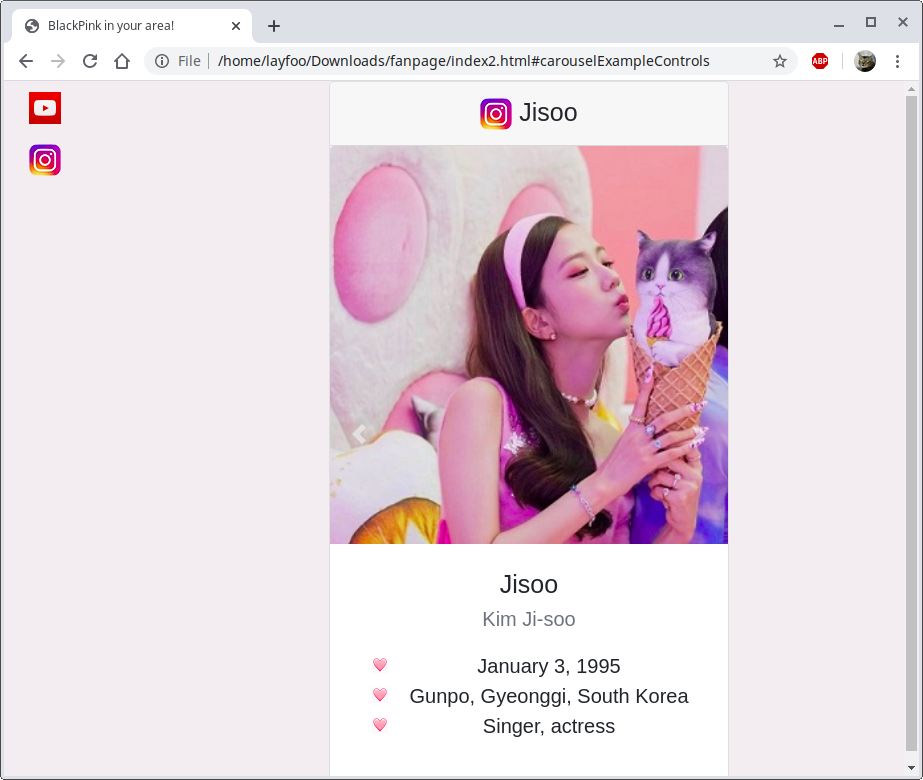 BlackPink in your area!
File /home/layfoo/Downloads/fanpage/index2.html#carouselExampleControls
ABP
Jisoo
Jisoo
Kim Ji-soo
January 3, 1995
Gunpo, Gyeonggi, South Korea
Singer, actress